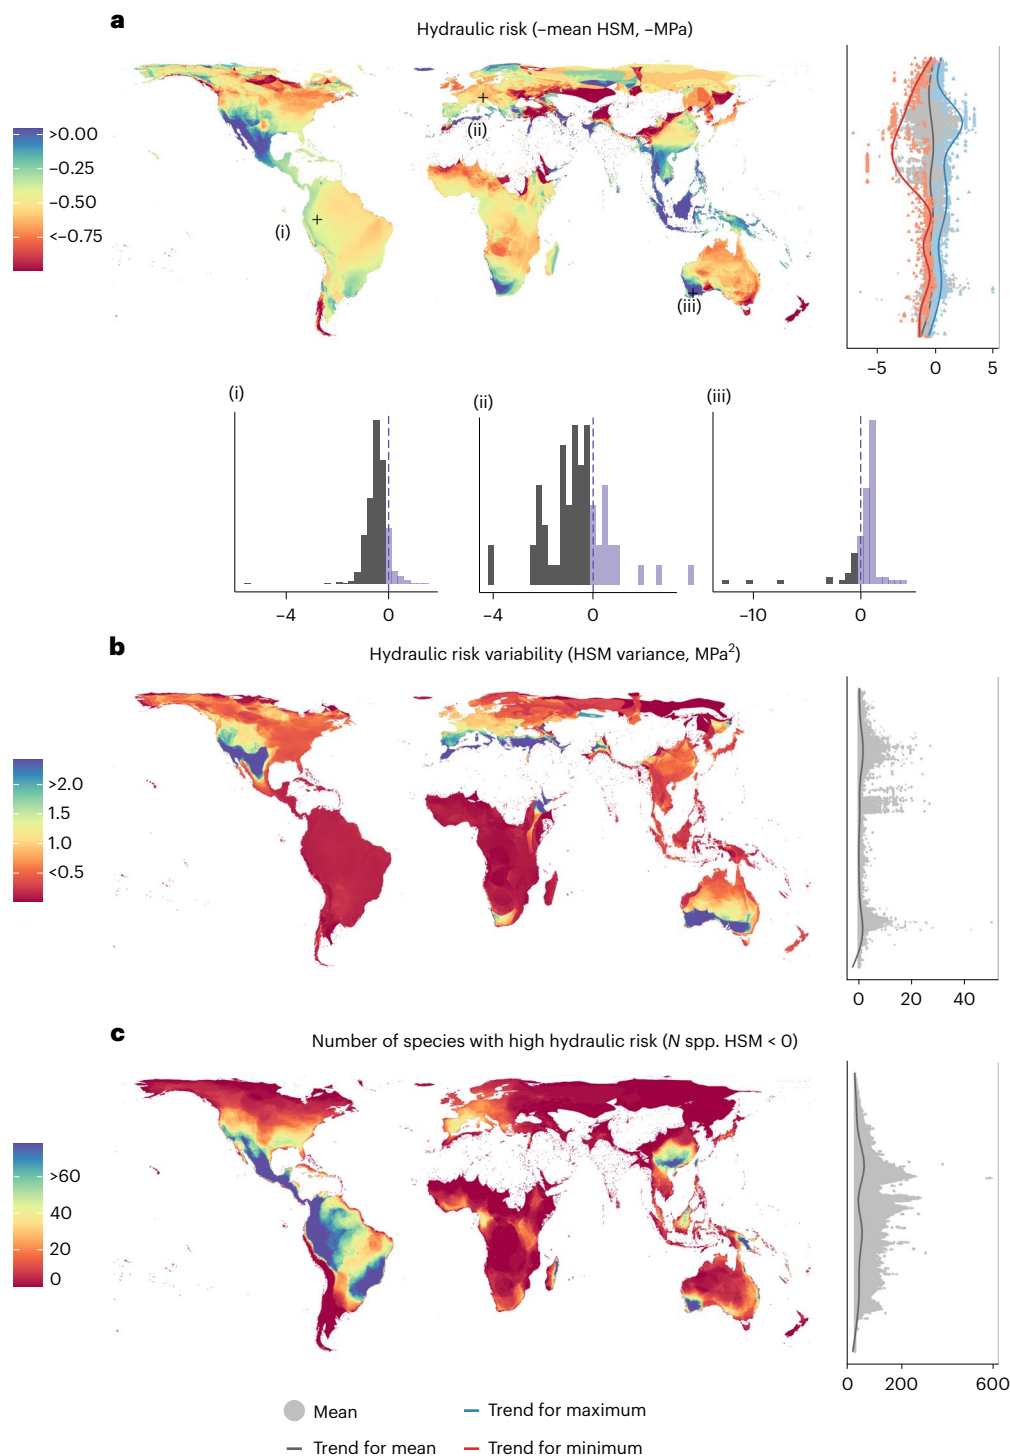 a
Hydraulic risk (–mean HSM, –MPa)
>0.00
–0.25
–0.50
<–0.75
(i)
(ii)
(iii)
–5 0 5
(i)
(ii)
(iii)
–4 0
–4 0
–10 0
b
Hydraulic risk variability (HSM variance, MPa²)
>2.0
1.5
1.0
<0.5
0 20 40
c
Number of species with high hydraulic risk (N spp. HSM < 0)
>60
40
20
0
0 200 600
Mean
Trend for maximum
Trend for mean
Trend for minimum